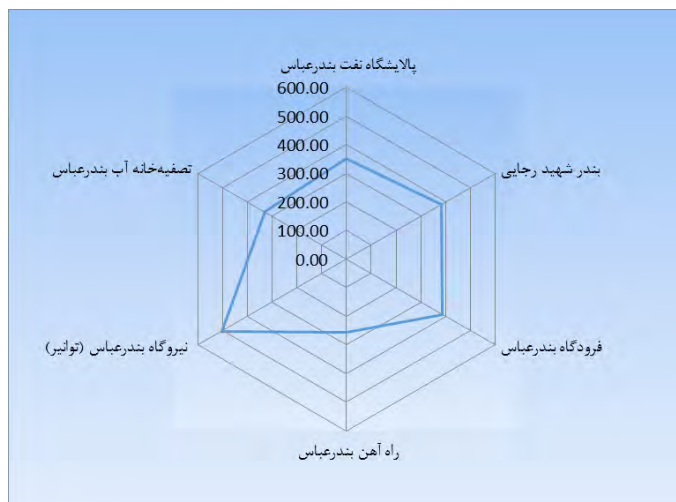 پالایشگاه نفت بندرعباس
600.00
500.00
400.00
300.00
200.00
100.00
0.00
بندر شهید رجایی
فرودگاه بندرعباس
راه آهن بندرعباس
نیروگاه بندرعباس (توانیر)
تصفیه‌خانه آب بندرعباس